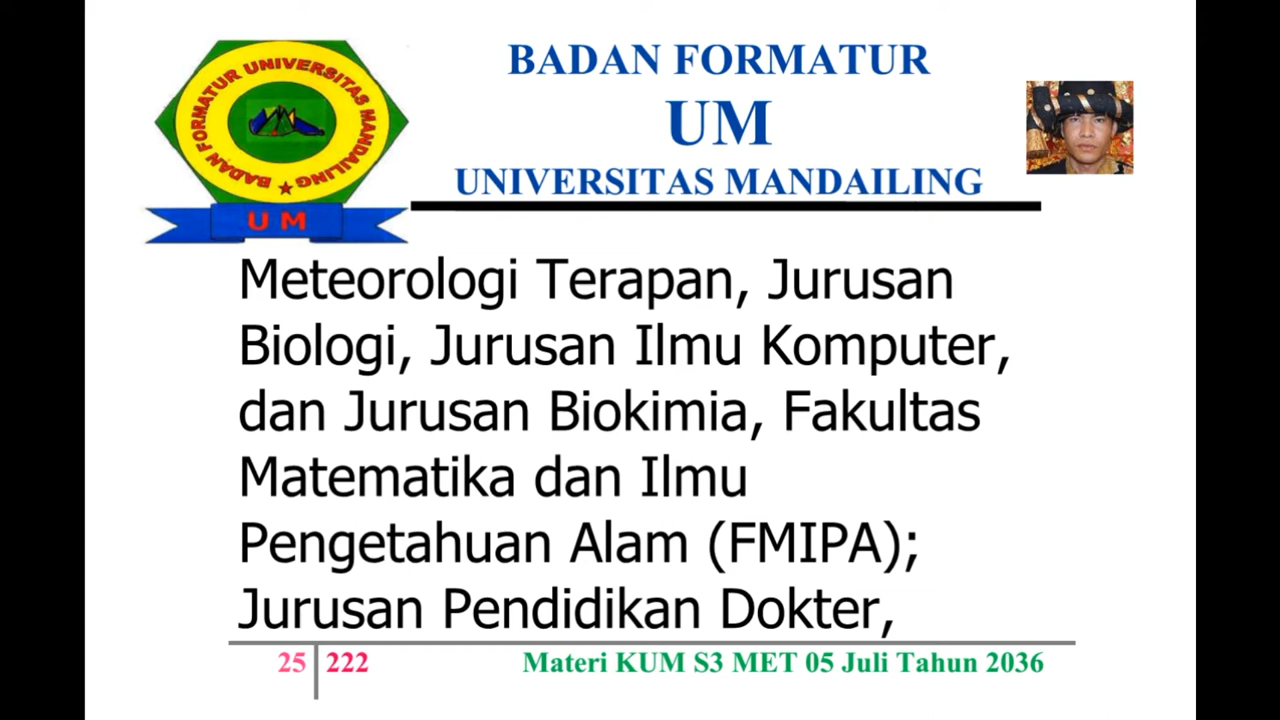 BADAN FORMATUR UNIVERSITAS MANDAILING
U M
BADAN FORMATUR
UM
UNIVERSITAS MANDAILING
Meteorologi Terapan, Jurusan
Biologi, Jurusan Ilmu Komputer,
dan Jurusan Biokimia, Fakultas
Matematika dan Ilmu
Pengetahuan Alam (FMIPA);
Jurusan Pendidikan Dokter,
25 222
Materi KUM S3 MET 05 Juli Tahun 2036